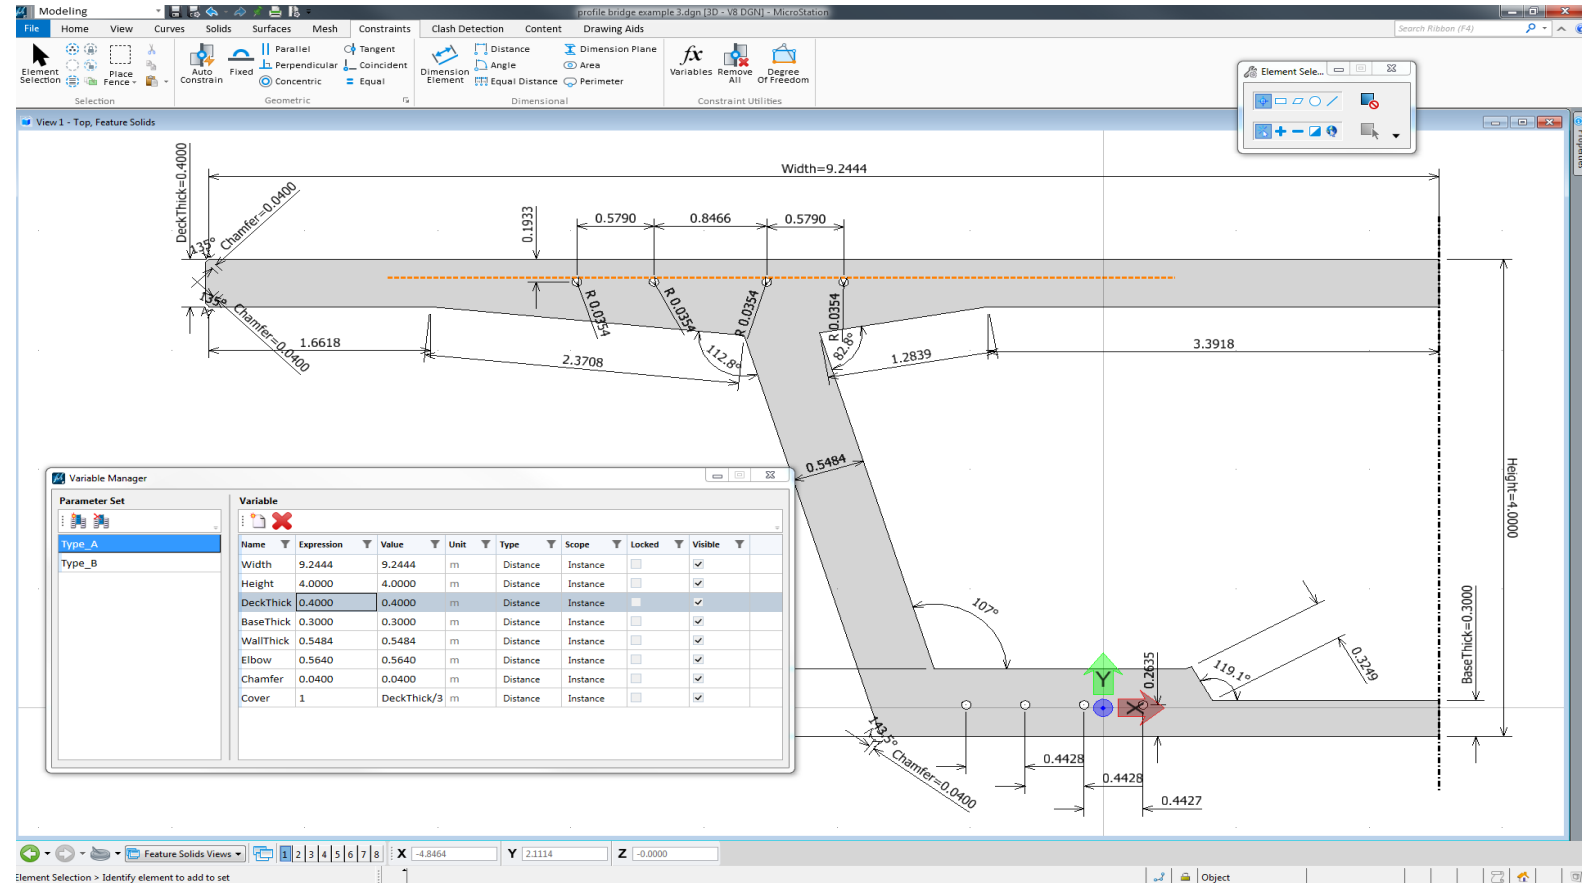 Modeling
profile bridge example 3.dgn [3D - V8 DGN] - MicroStation
File Home View Curves Solids Surfaces Mesh Constraints Clash Detection Content Drawing Aids
Search Ribbon (F4)
Element Selection
Place Fence
Selection
Auto Constrain
Fixed
Parallel
Perpendicular
Concentric
Tangent
Coincident
Equal
Geometric
Dimension Element
Distance
Angle
Equal Distance
Dimension Plane
Area
Perimeter
Dimensional
fx
Variables
Remove All
Degree Of Freedom
Constraint Utilities
Element Sele...
View 1 - Top, Feature Solids
Properties
Width=9.2444
DeckThick=0.4000
Chamfer=0.0400
135°
0.1933
0.5790
0.8466
0.5790
135°
Chamfer=0.0400
R 0.0354
R 0.0354
R 0.0354
R 0.0354
1.6618
2.3708
112.8°
82.8°
1.2839
3.3918
0.5484
Height=4.0000
107°
119.1°
0.3249
BaseThick=0.3000
0.2635
Y
X
143.5°
Chamfer=0.0400
0.4428
0.4428
0.4427
Variable Manager
Parameter Set
Type_A
Type_B
Variable
Name Expression Value Unit Type Scope Locked Visible
Width 9.2444 9.2444 m Distance Instance
Height 4.0000 4.0000 m Distance Instance
DeckThick 0.4000 0.4000 m Distance Instance
BaseThick 0.3000 0.3000 m Distance Instance
WallThick 0.5484 0.5484 m Distance Instance
Elbow 0.5640 0.5640 m Distance Instance
Chamfer 0.0400 0.0400 m Distance Instance
Cover 1 DeckThick/3 m Distance Instance
Feature Solids Views 1 2 3 4 5 6 7 8 X -4.8464 Y 2.1114 Z -0.0000
Element Selection > Identify element to add to set
Object